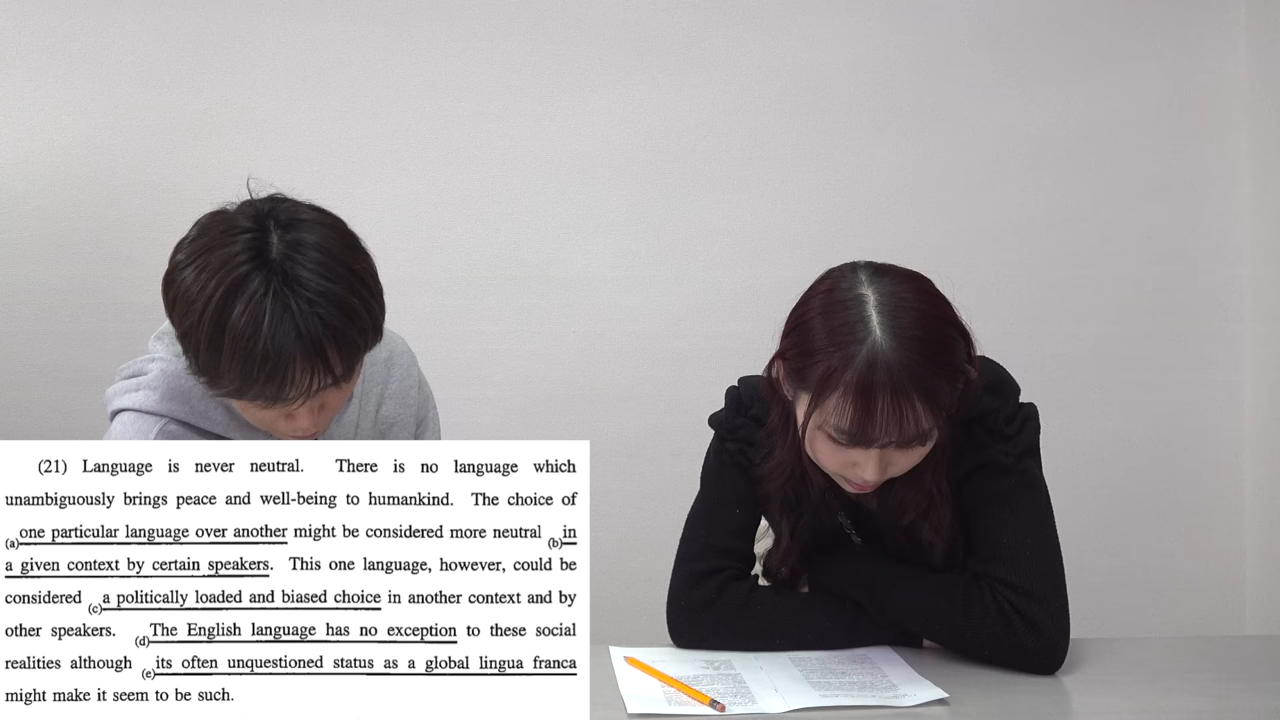 (21) Language is never neutral. There is no language which
unambiguously brings peace and well-being to humankind. The choice of
(a)one particular language over another might be considered more neutral (b)in
a given context by certain speakers. This one language, however, could be
considered (c)a politically loaded and biased choice in another context and by
other speakers. (d)The English language has no exception to these social
realities although (e)its often unquestioned status as a global lingua franca
might make it seem to be such.